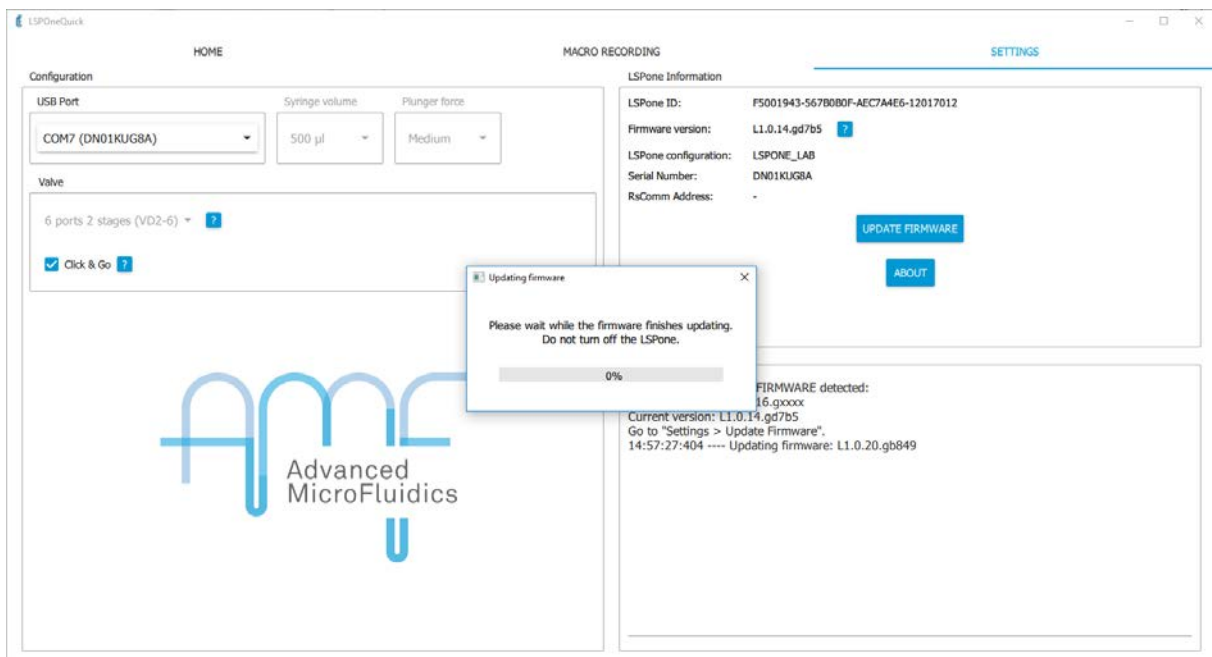 LSPOneQuick
HOME
MACRO RECORDING
SETTINGS
Configuration
USB Port
Syringe volume
Plunger force
COM7 (DN01KUG8A)
500 µl
Medium
Valve
6 ports 2 stages (VD2-6)
?
Click & Go
?
LSPone Information
LSPone ID: F5001943-567B0B0F-AEC7A4E6-12017012
Firmware version: L1.0.14.gd7b5 ?
LSPone configuration: LSPONE_LAB
Serial Number: DN01KUG8A
RsComm Address: -
UPDATE FIRMWARE
ABOUT
Updating firmware
Please wait while the firmware finishes updating.
Do not turn off the LSPone.
0%
FIRMWARE detected:
16.gxxxx
Current version: L1.0.14.gd7b5
Go to "Settings > Update Firmware".
14:57:27:404 ---- Updating firmware: L1.0.20.gb849
AMF
Advanced
MicroFluidics